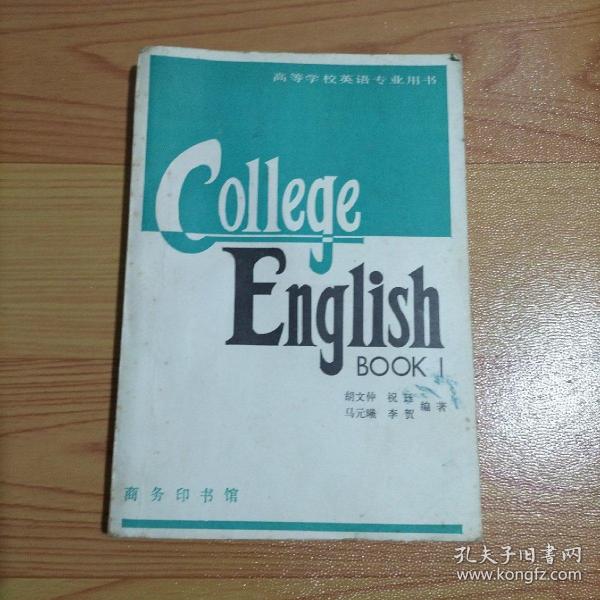 高等学校英语专业用书
College
English
BOOK 1
胡文仲 祝珏
马元曦 李贺 编著
商务印书馆
孔夫子旧书网
www.kongfz.com